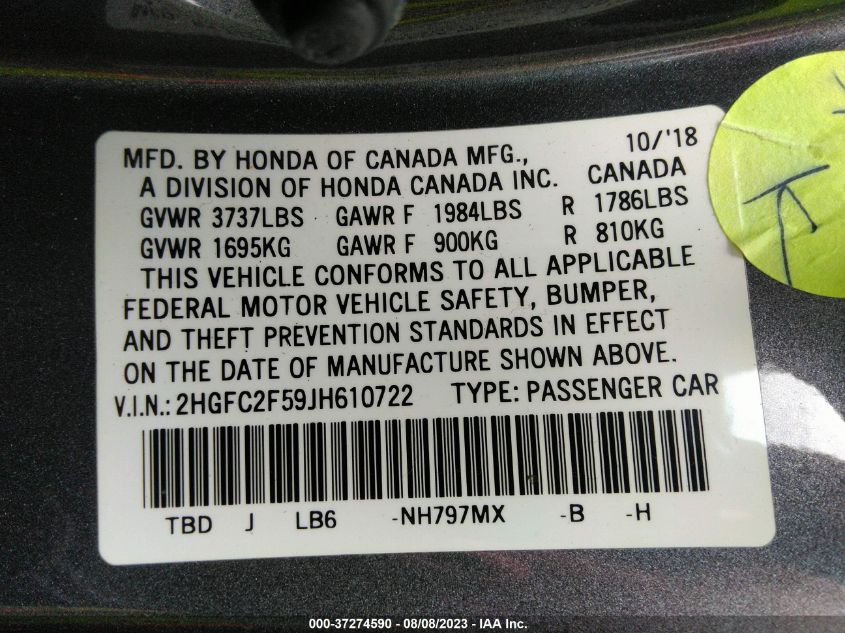 MFD. BY HONDA OF CANADA MFG., 10/'18
A DIVISION OF HONDA CANADA INC. CANADA
GVWR 3737LBS GAWR F 1984LBS R 1786LBS
GVWR 1695KG GAWR F 900KG R 810KG
THIS VEHICLE CONFORMS TO ALL APPLICABLE
FEDERAL MOTOR VEHICLE SAFETY, BUMPER,
AND THEFT PREVENTION STANDARDS IN EFFECT
ON THE DATE OF MANUFACTURE SHOWN ABOVE.
V.I.N.: 2HGFC2F59JH610722 TYPE: PASSENGER CAR
TBD J LB6 -NH797MX -B -H
000-37274590 - 08/08/2023 - IAA Inc.